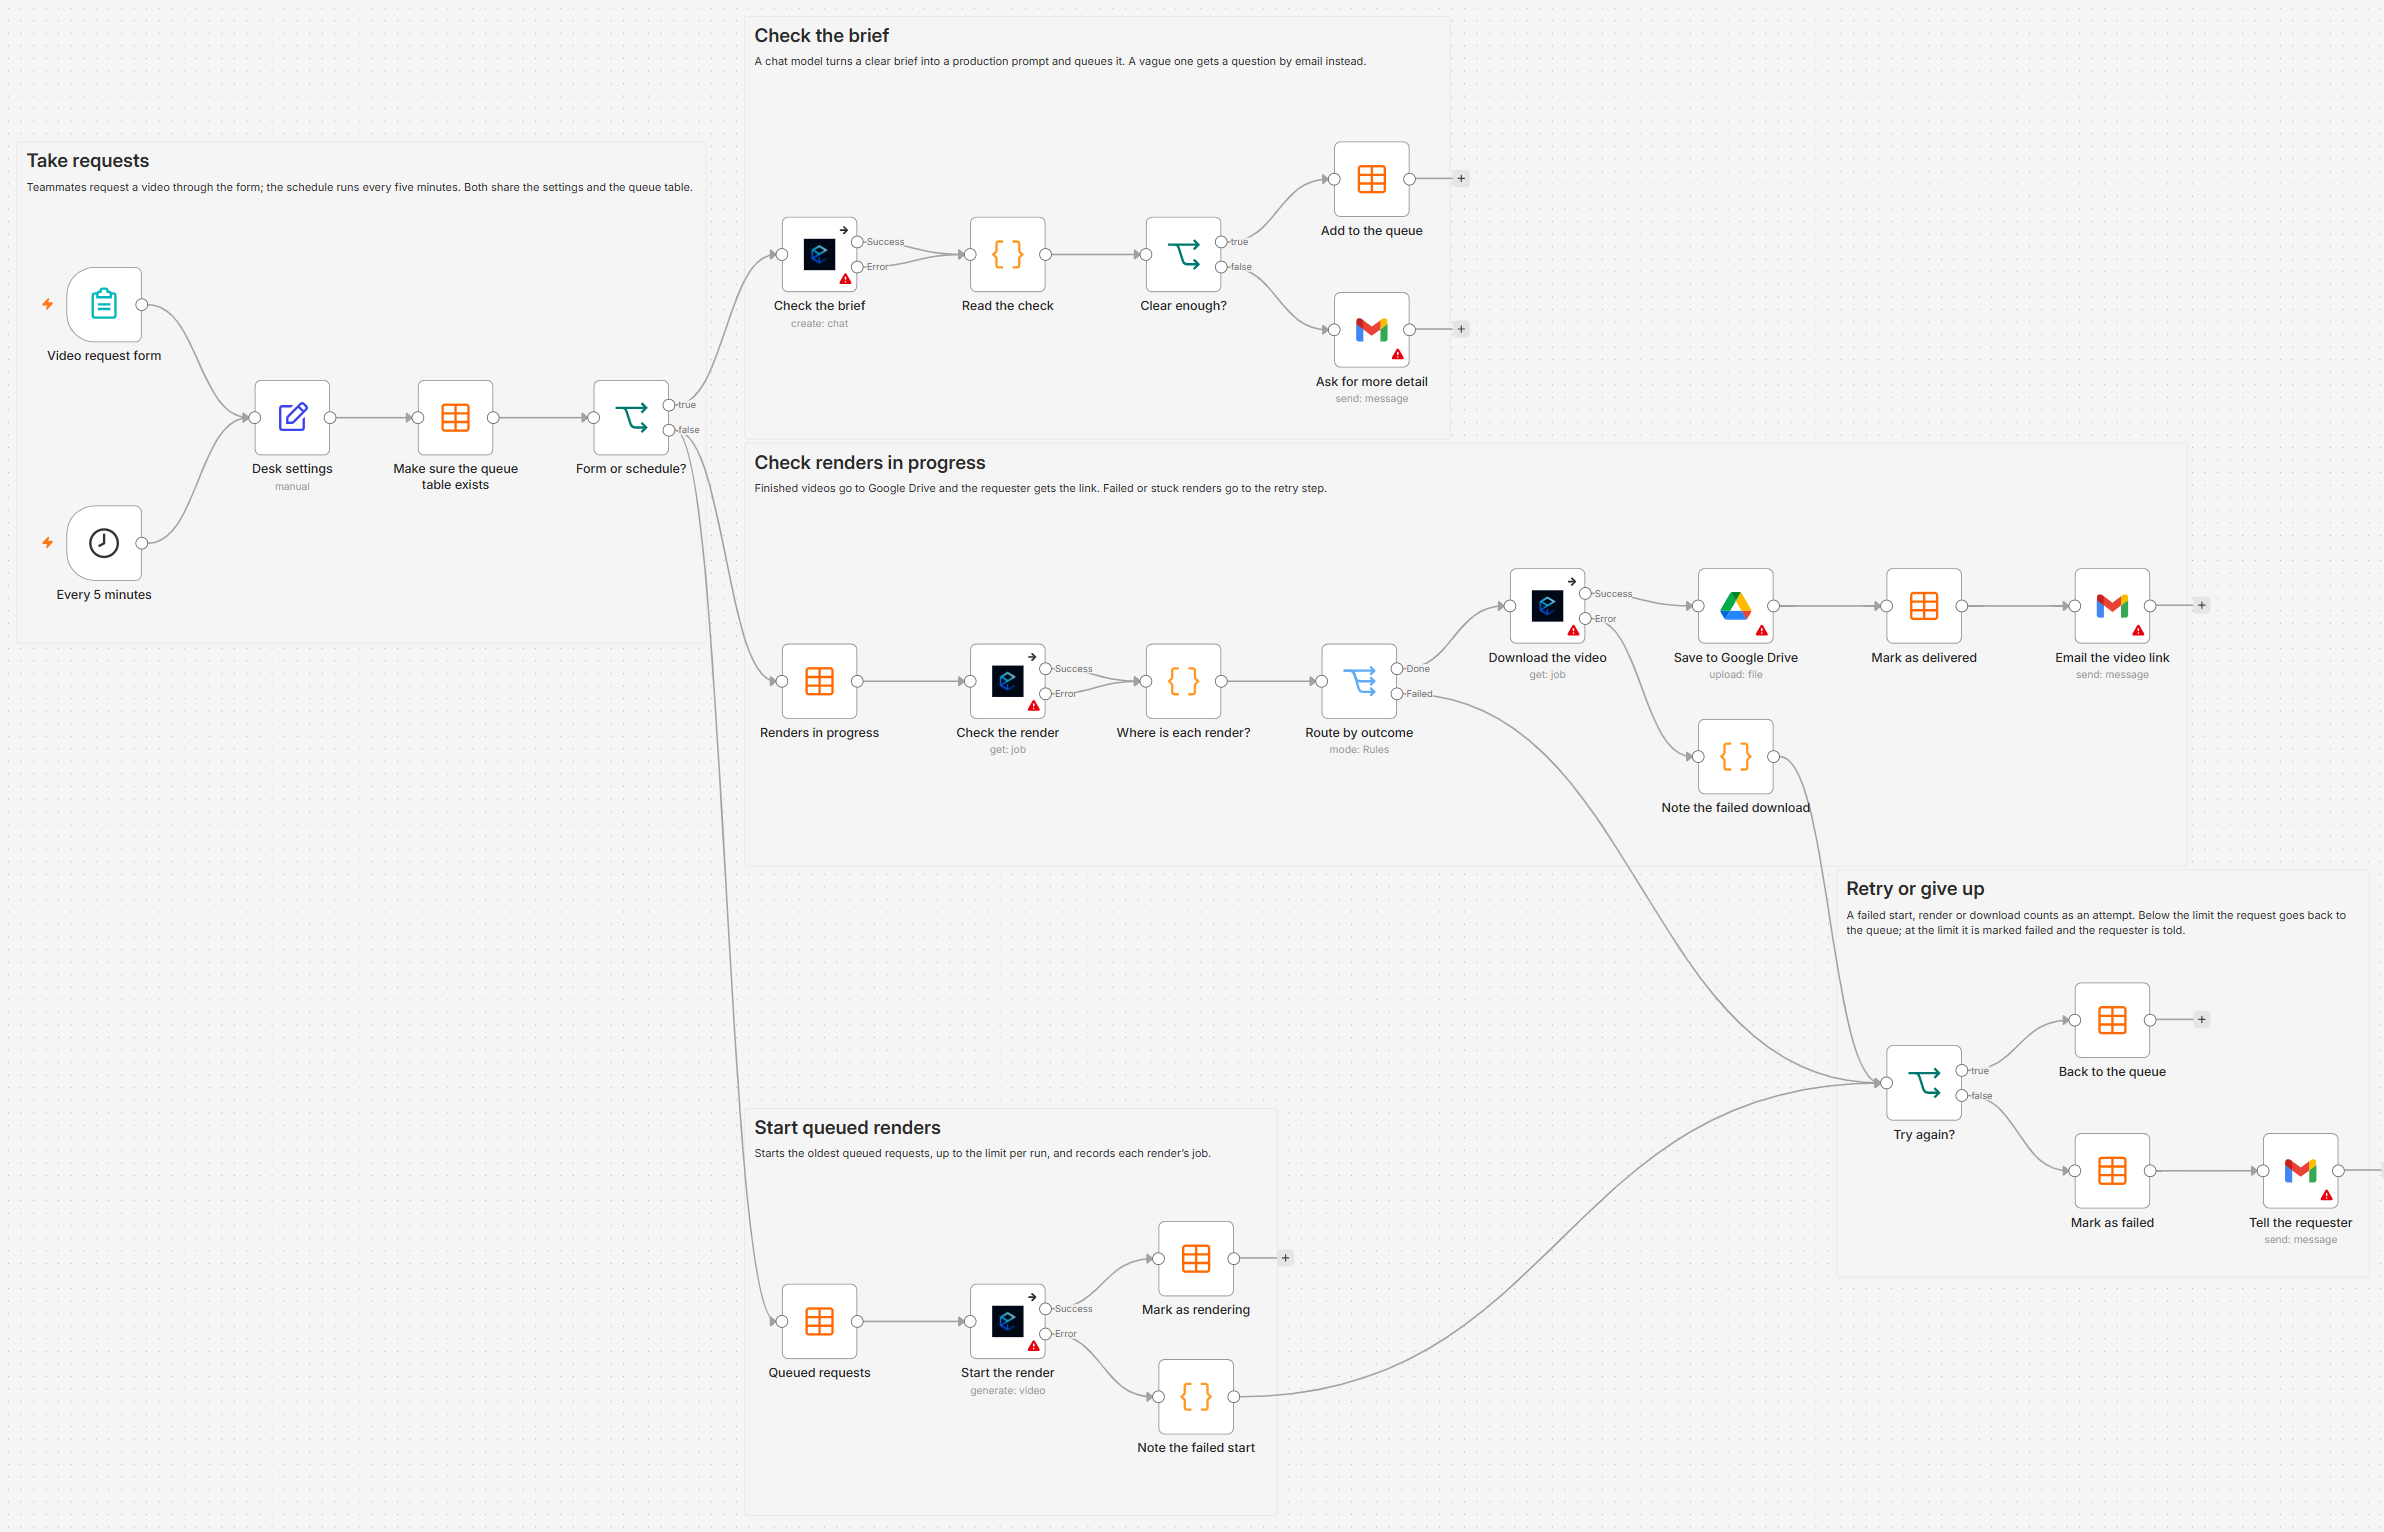 Check the brief
A chat model turns a clear brief into a production prompt and queues it. A vague one gets a question by email instead.
Take requests
Teammates request a video through the form; the schedule runs every five minutes. Both share the settings and the queue table.
Video request form
Every 5 minutes
Desk settings
manual
Make sure the queue
table exists
Form or schedule?
true
false
Check the brief
create: chat
Success
Error
Read the check
Clear enough?
true
false
Add to the queue
Ask for more detail
send: message
Check renders in progress
Finished videos go to Google Drive and the requester gets the link. Failed or stuck renders go to the retry step.
Renders in progress
Check the render
get: job
Success
Error
Where is each render?
Route by outcome
mode: Rules
Done
Failed
Download the video
get: job
Success
Error
Save to Google Drive
upload: file
Mark as delivered
Email the video link
send: message
Note the failed download
Retry or give up
A failed start, render or download counts as an attempt. Below the limit the request goes back to
the queue; at the limit it is marked failed and the requester is told.
Try again?
true
false
Back to the queue
Mark as failed
Tell the requester
send: message
Start queued renders
Starts the oldest queued requests, up to the limit per run, and records each render's job.
Queued requests
Start the render
generate: video
Success
Error
Mark as rendering
Note the failed start